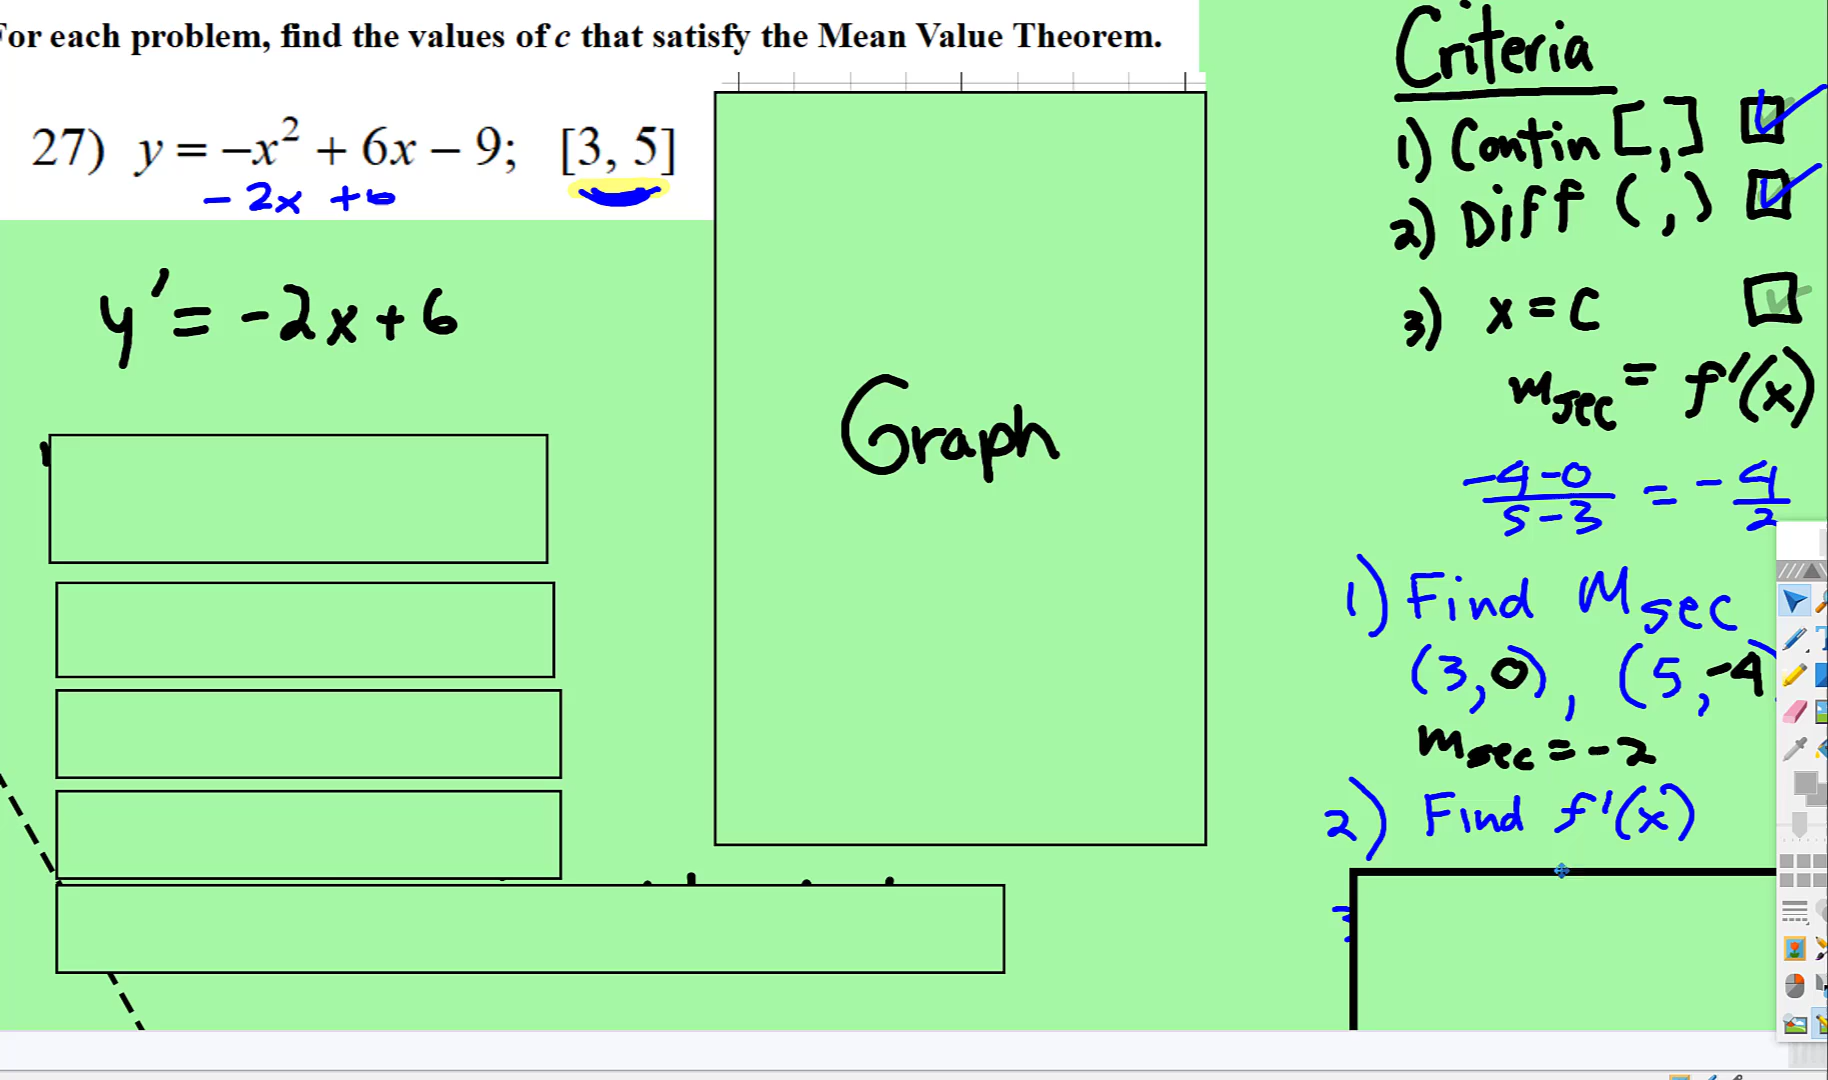 For each problem, find the values of c that satisfy the Mean Value Theorem.
27) y = −x² + 6x − 9; [3, 5]
- 2x + 6
y' = -2x + 6
Graph
Criteria
1) Contin [,]
2) Diff (,)
3) x = C
m sec = f'(x)
-4-0 / 5-3 = - 4/2
1) Find Msec
(3,0), (5,-4
msec = -2
2) Find f'(x)